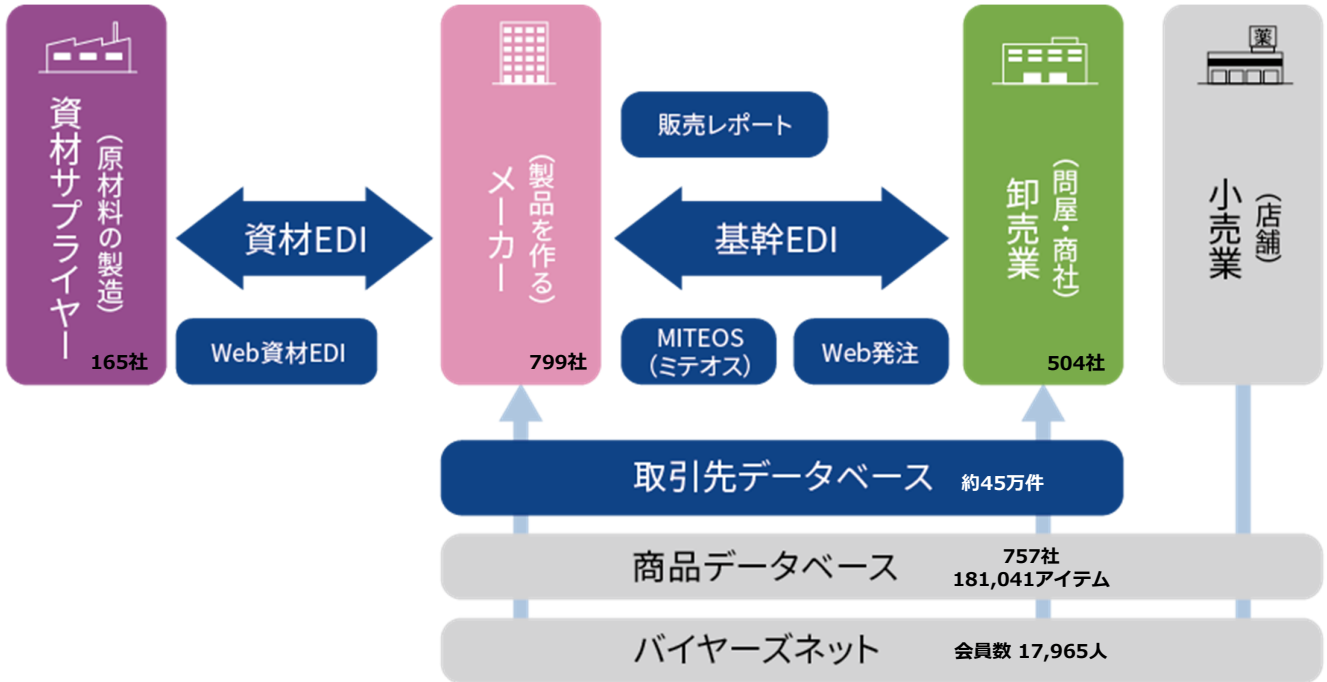 資材サプライヤー
(原材料の製造)
165社
資材EDI
Web資材EDI
メーカー
(製品を作る)
799社
販売レポート
基幹EDI
MITEOS
(ミテオス)
Web発注
卸売業
(問屋・商社)
504社
薬
小売業
(店舗)
取引先データベース 約45万件
商品データベース
757社
181,041アイテム
バイヤーズネット 会員数 17,965人